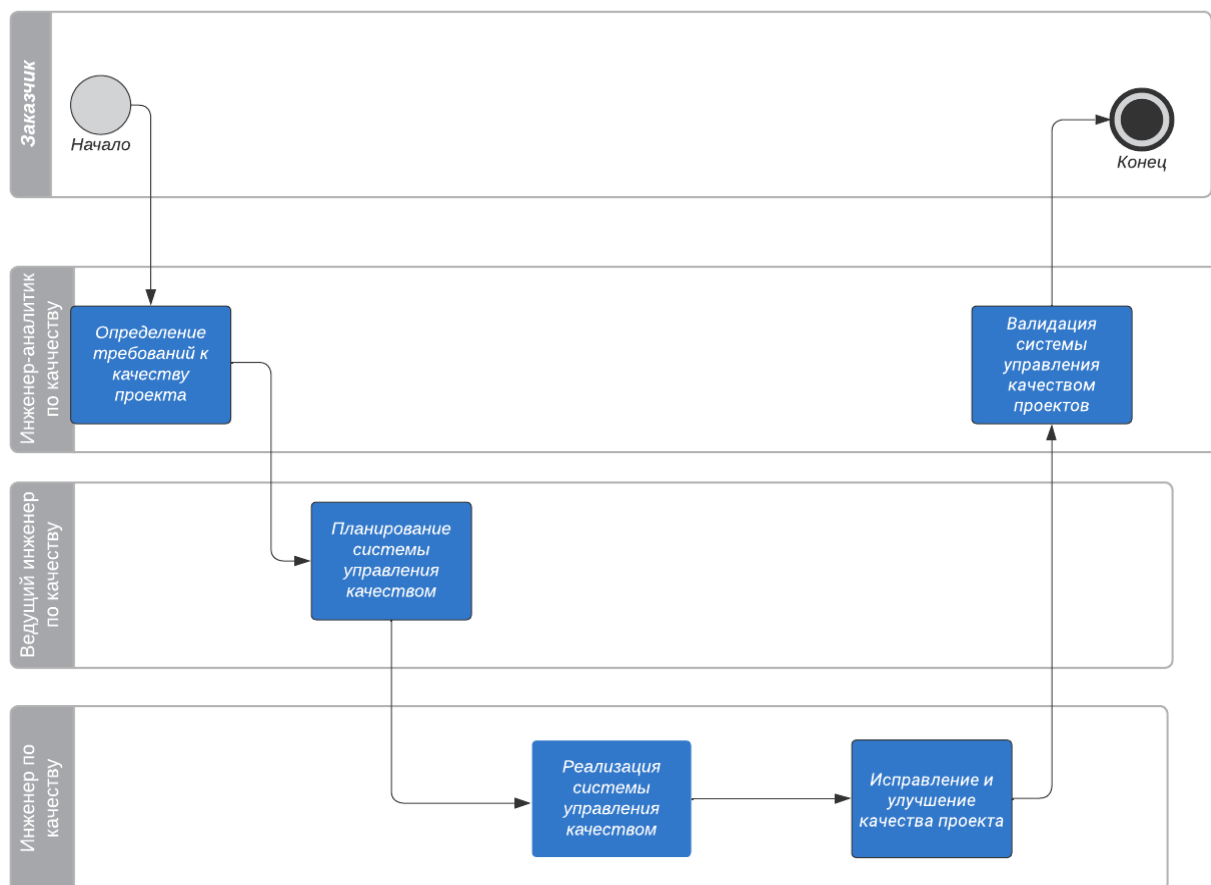 Заказчик
Начало
Конец
Инженер-аналитик
по каччеству
Определение
требований к
качеству
проекта
Валидация
системы
управления
качеством
проектов
Ведущий инженер
по качеству
Планирование
системы
управления
качеством
Инженер по
качеству
Реализация
системы
управления
качеством
Исправление и
улучшение
качества проекта